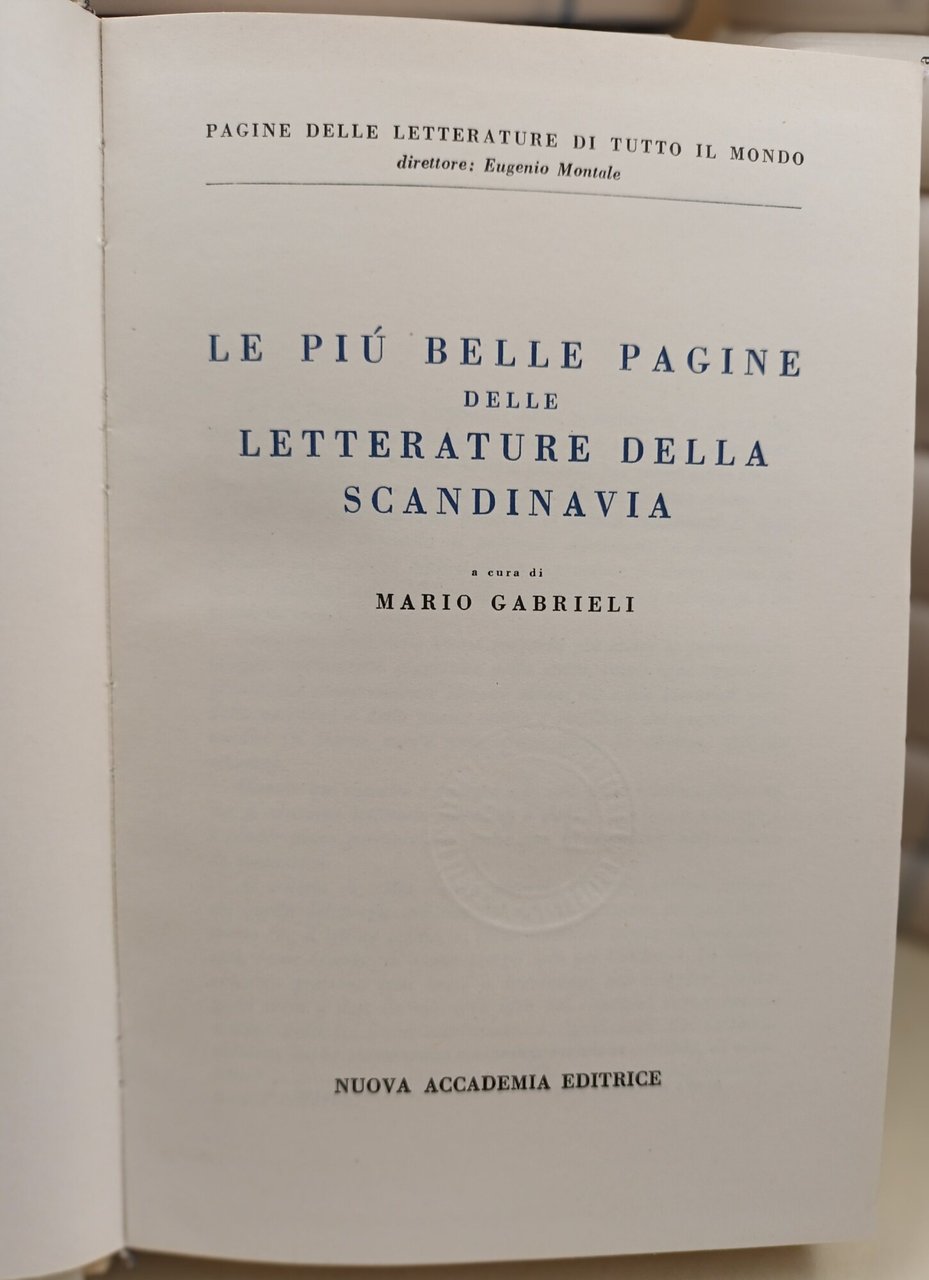 PAGINE DELLE LETTERATURE DI TUTTO IL MONDO
direttore: Eugenio Montale
LE PIÚ BELLE PAGINE
DELLE
LETTERATURE DELLA
SCANDINAVIA
a cura di
MARIO GABRIELI
NUOVA ACCADEMIA EDITRICE